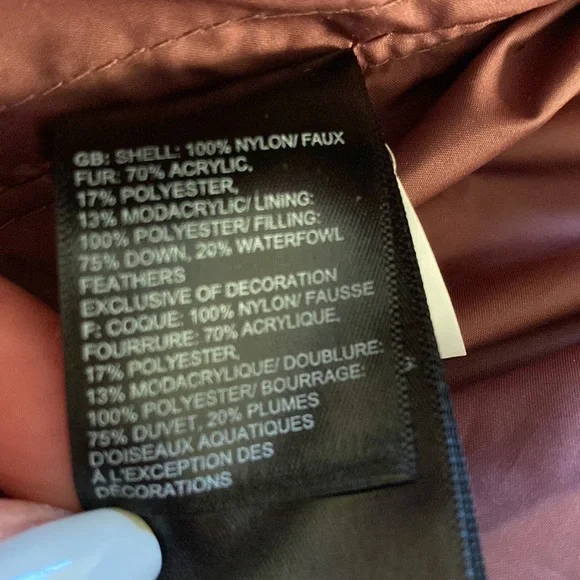 GB: SHELL: 100% NYLON/ FAUX
FUR: 70% ACRYLIC,
17% POLYESTER,
13% MODACRYLIC/ LINING:
100% POLYESTER/ FILLING:
75% DOWN, 20% WATERFOWL
FEATHERS
EXCLUSIVE OF DECORATION
F: COQUE: 100% NYLON/ FAUSSE
FOURRURE: 70% ACRYLIQUE,
17% POLYESTER,
13% MODACRYLIQUE/ DOUBLURE:
100% POLYESTER/ BOURRAGE:
75% DUVET, 20% PLUMES
D'OISEAUX AQUATIQUES
À L'EXCEPTION DES
DÉCORATIONS